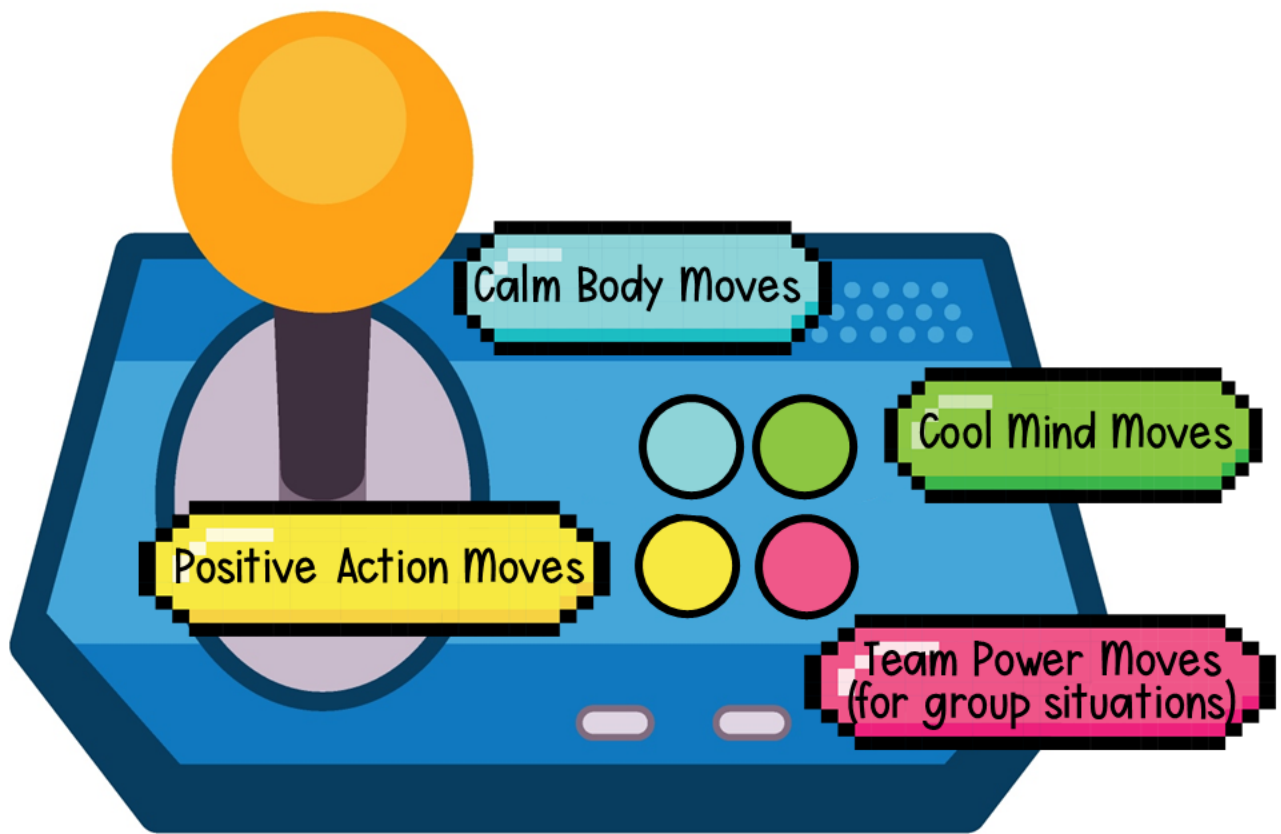 Calm Body Moves
Cool Mind Moves
Positive Action Moves
Team Power Moves
(for group situations)